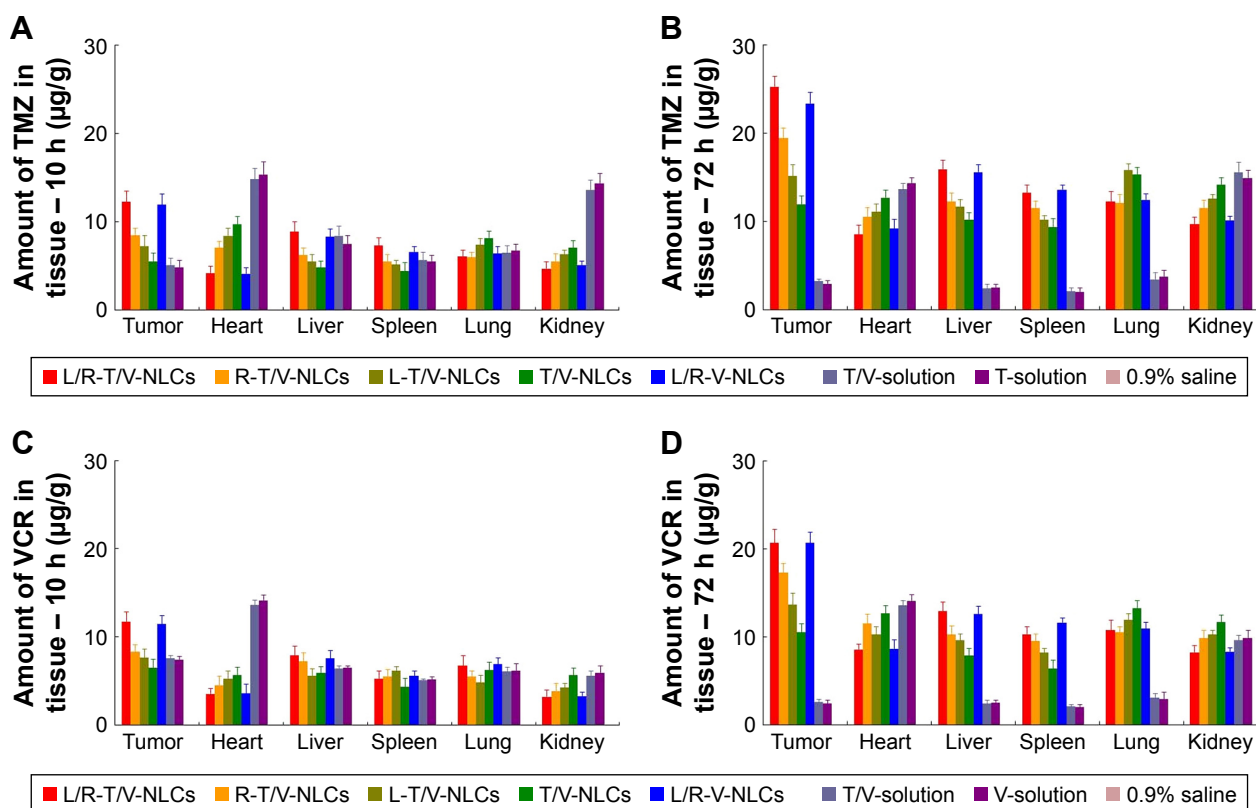 A
Amount of TMZ in
tissue – 10 h (µg/g)
30
20
10
0
Tumor Heart Liver Spleen Lung Kidney
B
Amount of TMZ in
tissue – 72 h (µg/g)
30
20
10
0
Tumor Heart Liver Spleen Lung Kidney
L/R-T/V-NLCs R-T/V-NLCs L-T/V-NLCs T/V-NLCs L/R-V-NLCs T/V-solution T-solution 0.9% saline
C
Amount of VCR in
tissue – 10 h (µg/g)
30
20
10
0
Tumor Heart Liver Spleen Lung Kidney
D
Amount of VCR in
tissue – 72 h (µg/g)
30
20
10
0
Tumor Heart Liver Spleen Lung Kidney
L/R-T/V-NLCs R-T/V-NLCs L-T/V-NLCs T/V-NLCs L/R-V-NLCs T/V-solution V-solution 0.9% saline